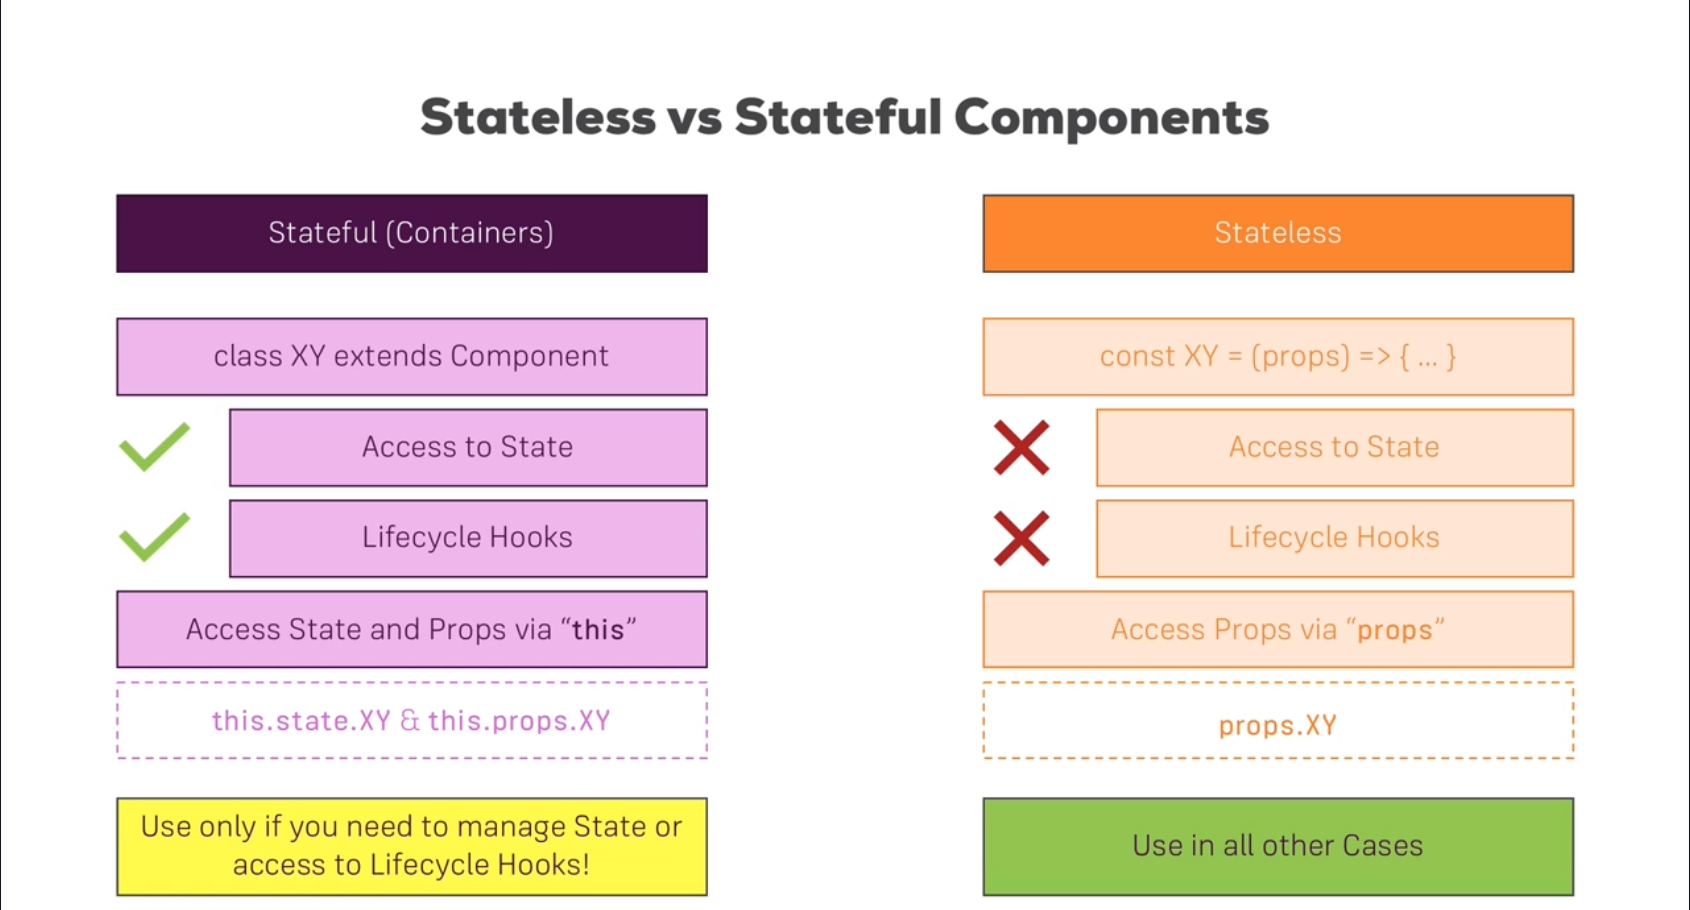 Stateless vs Stateful Components
Stateful (Containers)
class XY extends Component
Access to State
Lifecycle Hooks
Access State and Props via “this”
this.state.XY & this.props.XY
Use only if you need to manage State or
access to Lifecycle Hooks!
Stateless
const XY = (props) => { ... }
Access to State
Lifecycle Hooks
Access Props via “props”
props.XY
Use in all other Cases